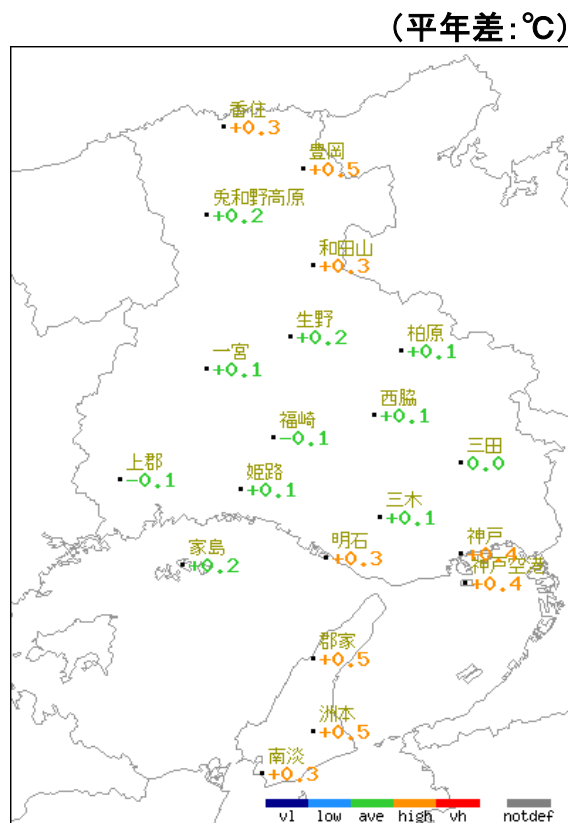 (平年差:℃)
香住
+0.3
豊岡
+0.5
兎和野高原
+0.2
和田山
+0.3
生野
+0.2
柏原
+0.1
一宮
+0.1
西脇
+0.1
福崎
-0.1
三田
0.0
上郡
-0.1
姫路
+0.1
三木
+0.1
家島
+0.2
明石
+0.3
神戸
+0.4
神戸空港
+0.4
郡家
+0.5
洲本
+0.5
南淡
+0.3
vl low ave high vh notdef